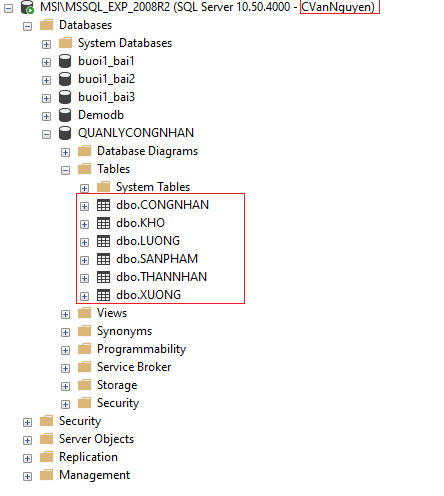 MSI\MSSQL_EXP_2008R2 (SQL Server 10.50.4000 - CVanNguyen)
Databases
System Databases
buoi1_bai1
buoi1_bai2
buoi1_bai3
Demodb
QUANLYCONGNHAN
Database Diagrams
Tables
System Tables
dbo.CONGNHAN
dbo.KHO
dbo.LUONG
dbo.SANPHAM
dbo.THANNHAN
dbo.XUONG
Views
Synonyms
Programmability
Service Broker
Storage
Security
Security
Server Objects
Replication
Management